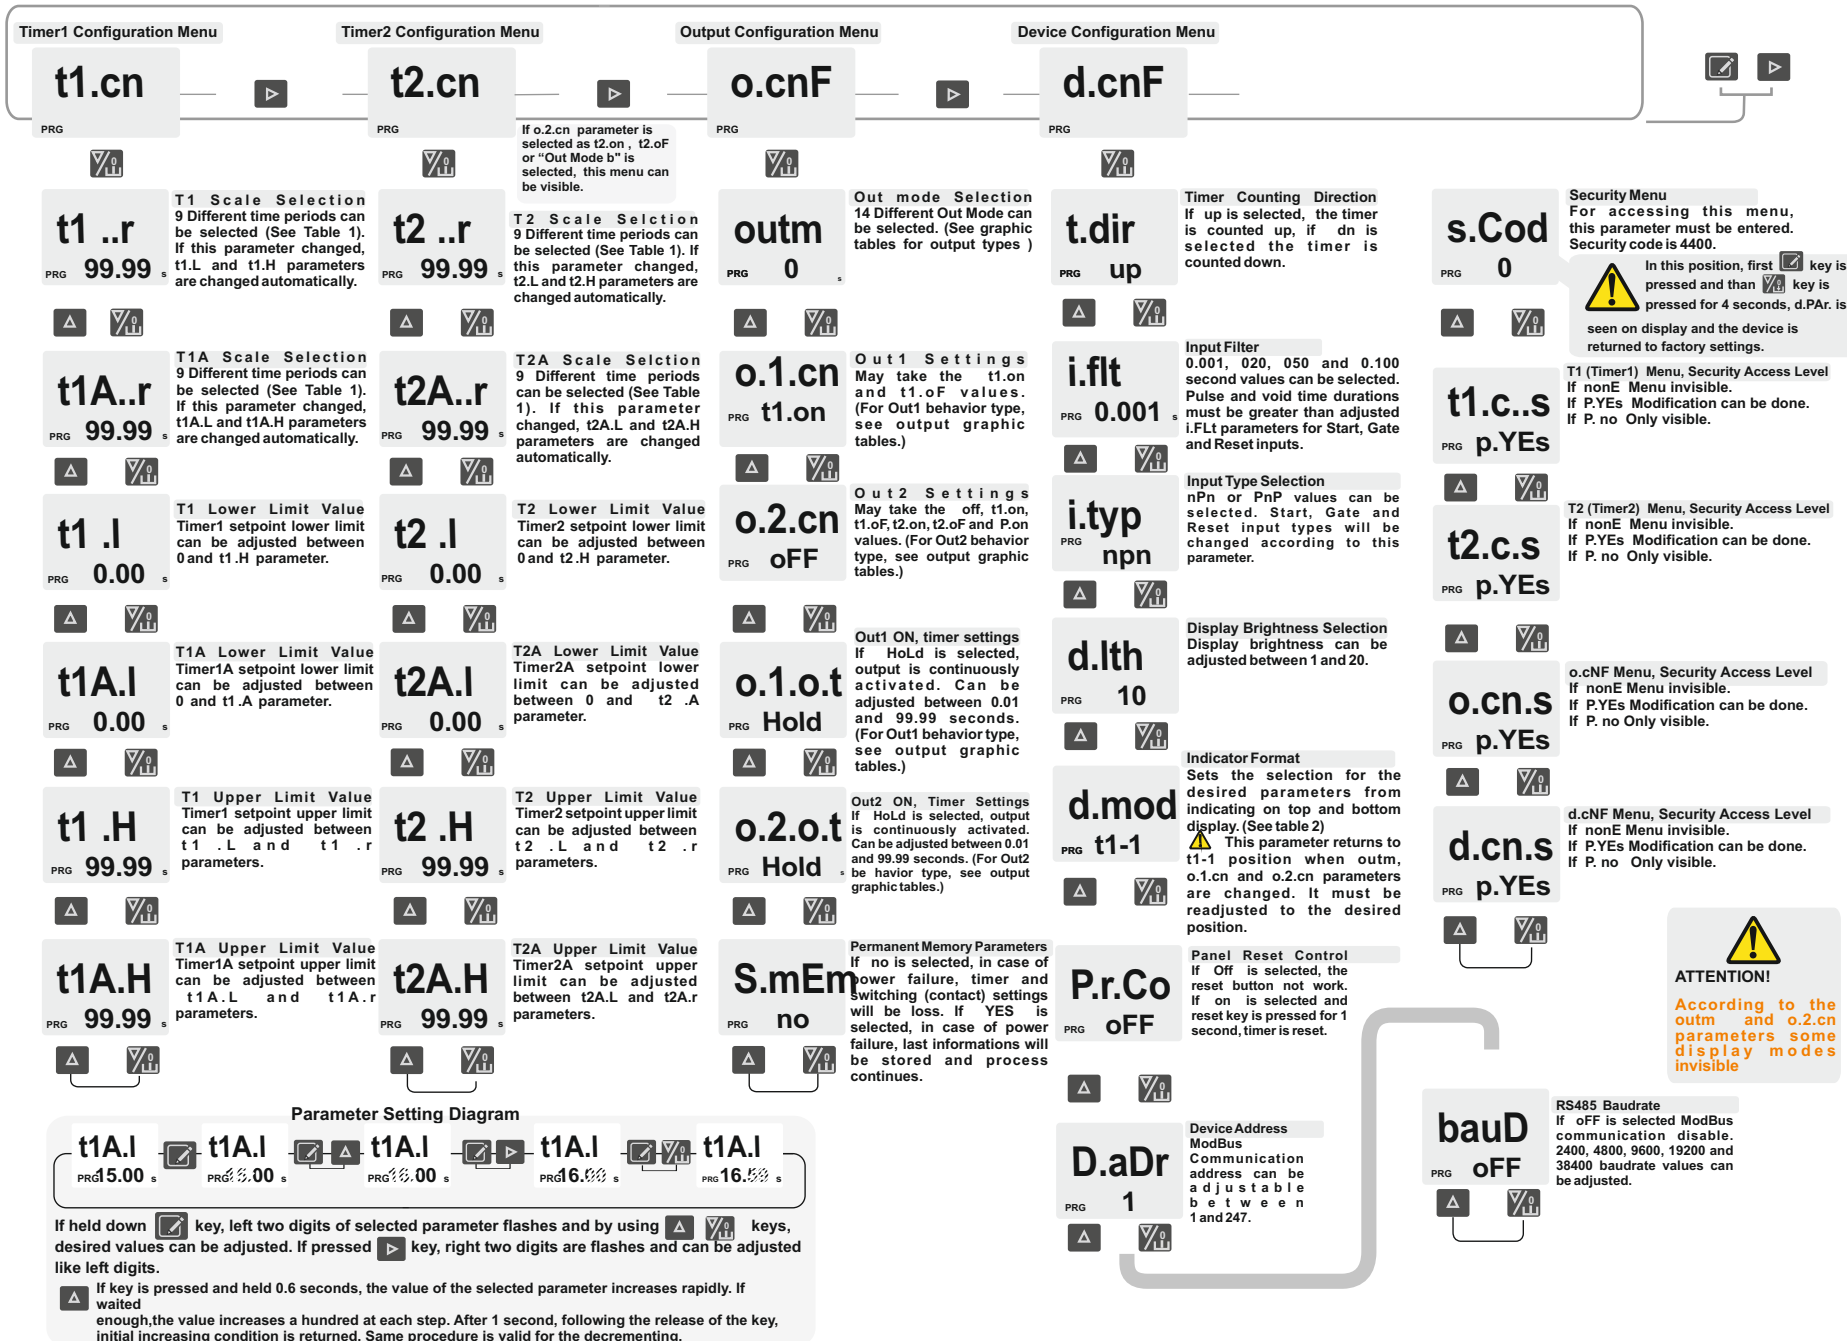 Timer1 Configuration Menu
t1.cn
PRG
Timer2 Configuration Menu
t2.cn
PRG
If o.2.cn parameter is
selected as t2.on , t2.oF
or “Out Mode b" is
selected, this menu can
be visible.
Output Configuration Menu
o.cnF
PRG
Device Configuration Menu
d.cnF
PRG
t1 ..r
PRG 99.99 s
T1 Scale Selection
9 Different time periods can
be selected (See Table 1).
If this parameter changed,
t1.L and t1.H parameters
are changed automatically.
t1A..r
PRG 99.99 s
T1A Scale Selection
9 Different time periods can
be selected (See Table 1).
If this parameter changed,
t1A.L and t1A.H parameters
are changed automatically.
t1 .l
PRG 0.00 s
T1 Lower Limit Value
Timer1 setpoint lower limit
can be adjusted between
0 and t1 .H parameter.
t1A.l
PRG 0.00 s
T1A Lower Limit Value
Timer1A setpoint lower limit
can be adjusted between
0 and t1 .A parameter.
t1 .H
PRG 99.99 s
T1 Upper Limit Value
Timer1 setpoint upper limit
can be adjusted between
t1 .L and t1 .r
parameters.
t1A.H
PRG 99.99 s
T1A Upper Limit Value
Timer1A setpoint upper limit
can be adjusted between
t1A.L and t1A.r
parameters.
t2 ..r
PRG 99.99 s
T2 Scale Selction
9 Different time periods can
be selected (See Table 1). If
this parameter changed,
t2.L and t2.H parameters are
changed automatically.
t2A..r
PRG 99.99 s
T2A Scale Selction
9 Different time periods
can be selected (See Table
1). If this parameter
changed, t2A.L and t2A.H
parameters are changed
automatically.
t2 .l
PRG 0.00 s
T2 Lower Limit Value
Timer2 setpoint lower limit
can be adjusted between
0 and t2 .H parameter.
t2A.l
PRG 0.00 s
T2A Lower Limit Value
Timer2A setpoint lower
limit can be adjusted
between 0 and t2 .A
parameter.
t2 .H
PRG 99.99 s
T2 Upper Limit Value
Timer2 setpoint upper limit
can be adjusted between
t2 .L and t2 .r
parameters.
t2A.H
PRG 99.99 s
T2A Upper Limit Value
Timer2A setpoint upper
limit can be adjusted
between t2A.L and t2A.r
parameters.
outm
PRG 0 s
Out mode Selection
14 Different Out Mode can
be selected. (See graphic
tables for output types )
o.1.cn
PRG t1.on
Out1 Settings
May take the t1.on
and t1.oF values.
(For Out1 behavior type,
see output graphic
tables.)
o.2.cn
PRG oFF
Out2 Settings
May take the off, t1.on,
t1.oF, t2.on, t2.oF and P.on
values. (For Out2 behavior
type, see output graphic
tables.)
o.1.o.t
PRG Hold
Out1 ON, timer settings
If HoLd is selected,
output is continuously
activated. Can be
adjusted between 0.01
and 99.99 seconds.
(For Out1 behavior type,
see output graphic
tables.)
o.2.o.t
PRG Hold s
Out2 ON, Timer Settings
If HoLd is selected, output
is continuously activated.
Can be adjusted between 0.01
and 99.99 seconds. (For Out2
be havior type, see output
graphic tables.)
S.mEm
PRG no
Permanent Memory Parameters
If no is selected, in case of
power failure, timer and
switching (contact) settings
will be loss. If YES is
selected, in case of power
failure, last informations will
be stored and process
continues.
t.dir
PRG up
Timer Counting Direction
If up is selected, the timer
is counted up, if dn is
selected the timer is
counted down.
i.flt
PRG 0.001 s
Input Filter
0.001, 020, 050 and 0.100
second values can be selected.
Pulse and void time durations
must be greater than adjusted
i.FLt parameters for Start, Gate
and Reset inputs.
i.typ
PRG npn
Input Type Selection
nPn or PnP values can be
selected. Start, Gate and
Reset input types will be
changed according to this
parameter.
d.lth
PRG 10
Display Brightness Selection
Display brightness can be
adjusted between 1 and 20.
d.mod
PRG t1-1
Indicator Format
Sets the selection for the
desired parameters from
indicating on top and bottom
display. (See table 2)
This parameter returns to
t1-1 position when outm,
o.1.cn and o.2.cn parameters
are changed. It must be
readjusted to the desired
position.
P.r.Co
PRG oFF
Panel Reset Control
If Off is selected, the
reset button not work.
If on is selected and
reset key is pressed for 1
second, timer is reset.
D.aDr
PRG 1
Device Address
ModBus
Communication
address can be
adjustable
between
1 and 247.
s.Cod
PRG 0
Security Menu
For accessing this menu,
this parameter must be entered.
Security code is 4400.
In this position, first key is
pressed and than key is
pressed for 4 seconds, d.PAr. is
seen on display and the device is
returned to factory settings.
t1.c..s
PRG p.YEs
T1 (Timer1) Menu, Security Access Level
If nonE Menu invisible.
If P.YEs Modification can be done.
If P. no Only visible.
t2.c.s
PRG p.YEs
T2 (Timer2) Menu, Security Access Level
If nonE Menu invisible.
If P.YEs Modification can be done.
If P. no Only visible.
o.cn.s
PRG p.YEs
o.cNF Menu, Security Access Level
If nonE Menu invisible.
If P.YEs Modification can be done.
If P. no Only visible.
d.cn.s
PRG p.YEs
d.cNF Menu, Security Access Level
If nonE Menu invisible.
If P.YEs Modification can be done.
If P. no Only visible.
ATTENTION!
According to the
outm and o.2.cn
parameters some
display modes
invisible
bauD
PRG oFF
RS485 Baudrate
If oFF is selected ModBus
communication disable.
2400, 4800, 9600, 19200 and
38400 baudrate values can
be adjusted.
Parameter Setting Diagram
t1A.l t1A.l t1A.l t1A.l t1A.l
PRG 15.00 s PRG 15.00 s PRG 16.00 s PRG 16.00 s PRG 16.50 s
If held down key, left two digits of selected parameter flashes and by using keys,
desired values can be adjusted. If pressed key, right two digits are flashes and can be adjusted
like left digits.
If key is pressed and held 0.6 seconds, the value of the selected parameter increases rapidly. If
waited
enough,the value increases a hundred at each step. After 1 second, following the release of the key,
initial increasing condition is returned. Same procedure is valid for the decrementing.